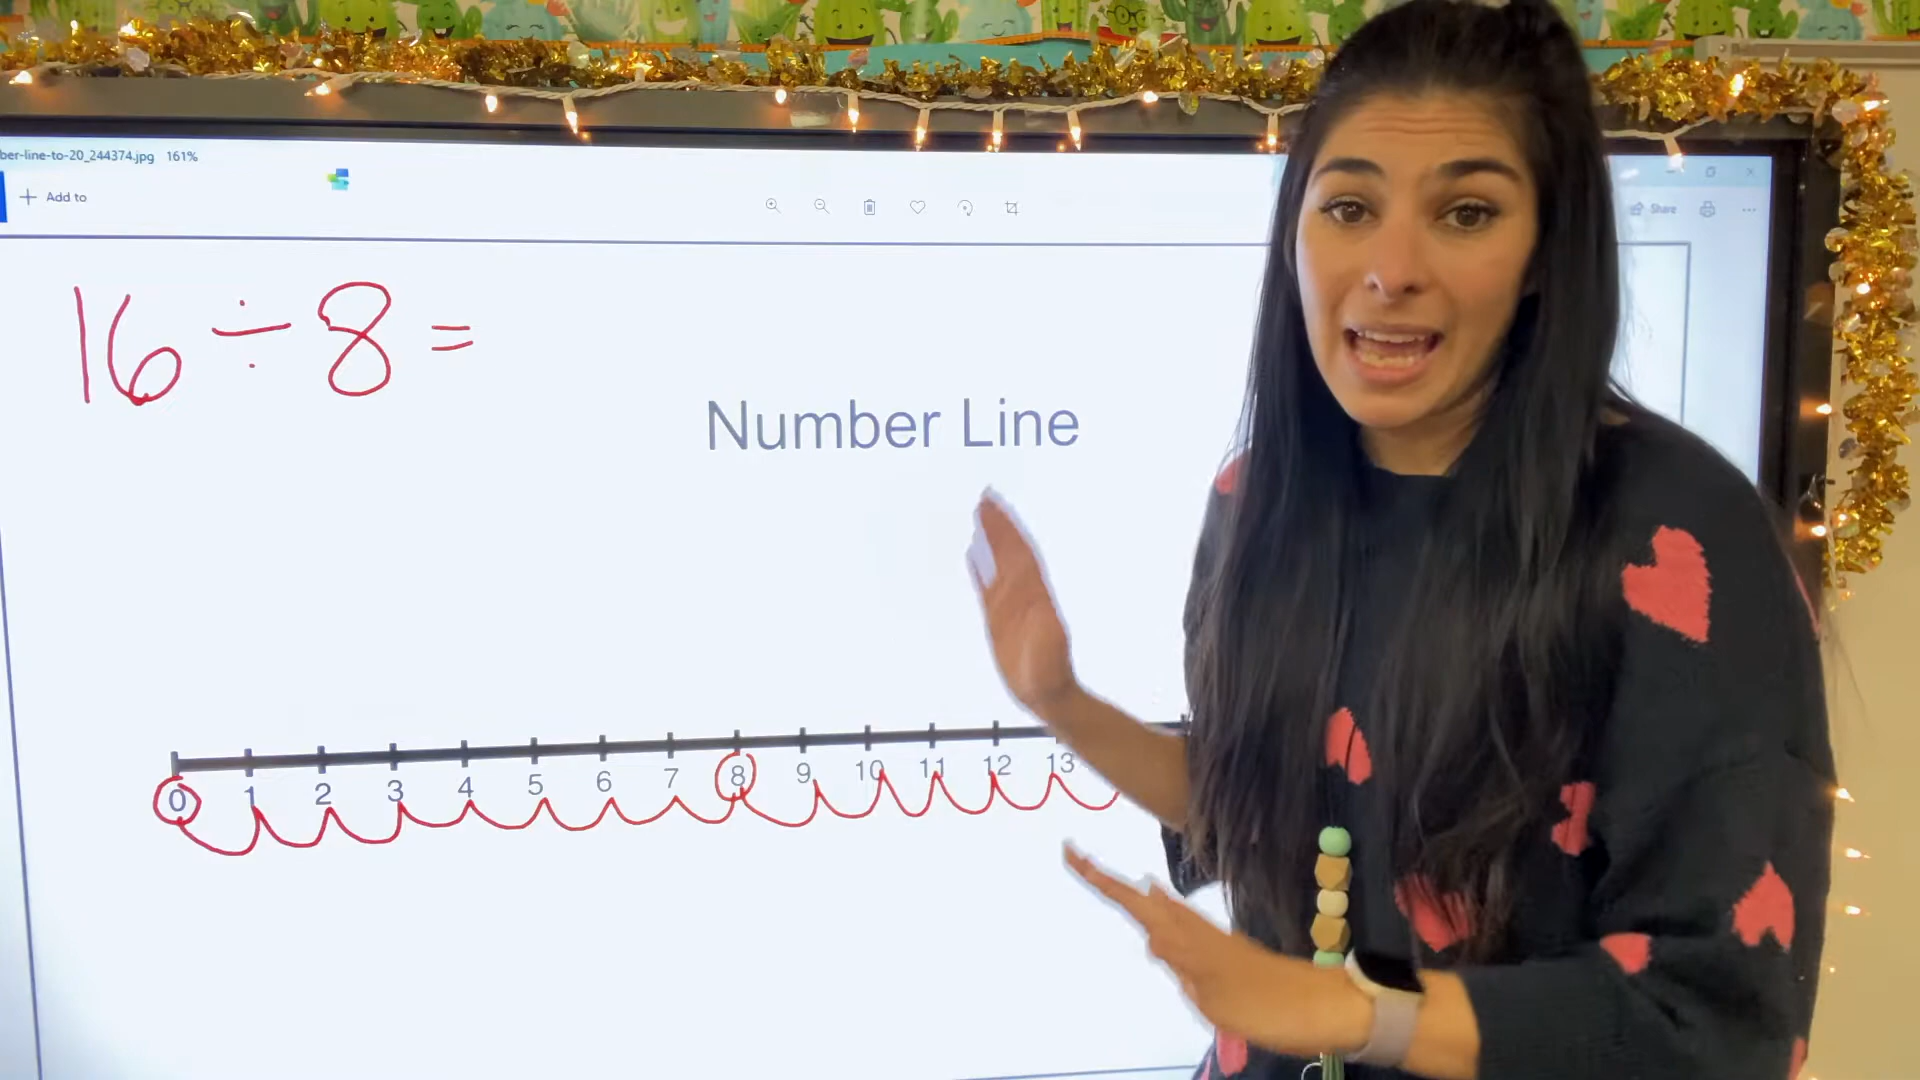 ber-line-to-20_244374.jpg 161%
+ Add to
Share
16 ÷ 8 =
Number Line
0 1 2 3 4 5 6 7 8 9 10 11 12 13